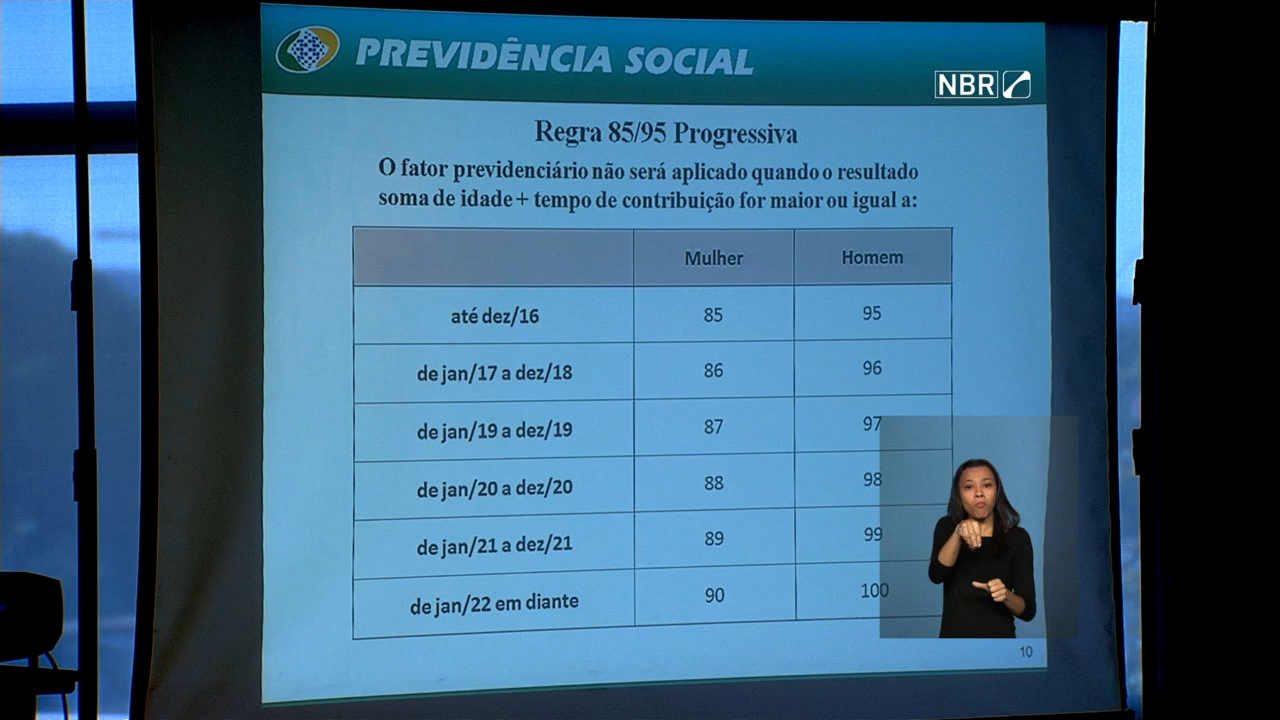 PREVIDÊNCIA SOCIAL
NBR
Regra 85/95 Progressiva
O fator previdenciário não será aplicado quando o resultado
soma de idade + tempo de contribuição for maior ou igual a:
Mulher Homem
até dez/16 85 95
de jan/17 a dez/18 86 96
de jan/19 a dez/19 87 97
de jan/20 a dez/20 88 98
de jan/21 a dez/21 89 99
de jan/22 em diante 90 100
10